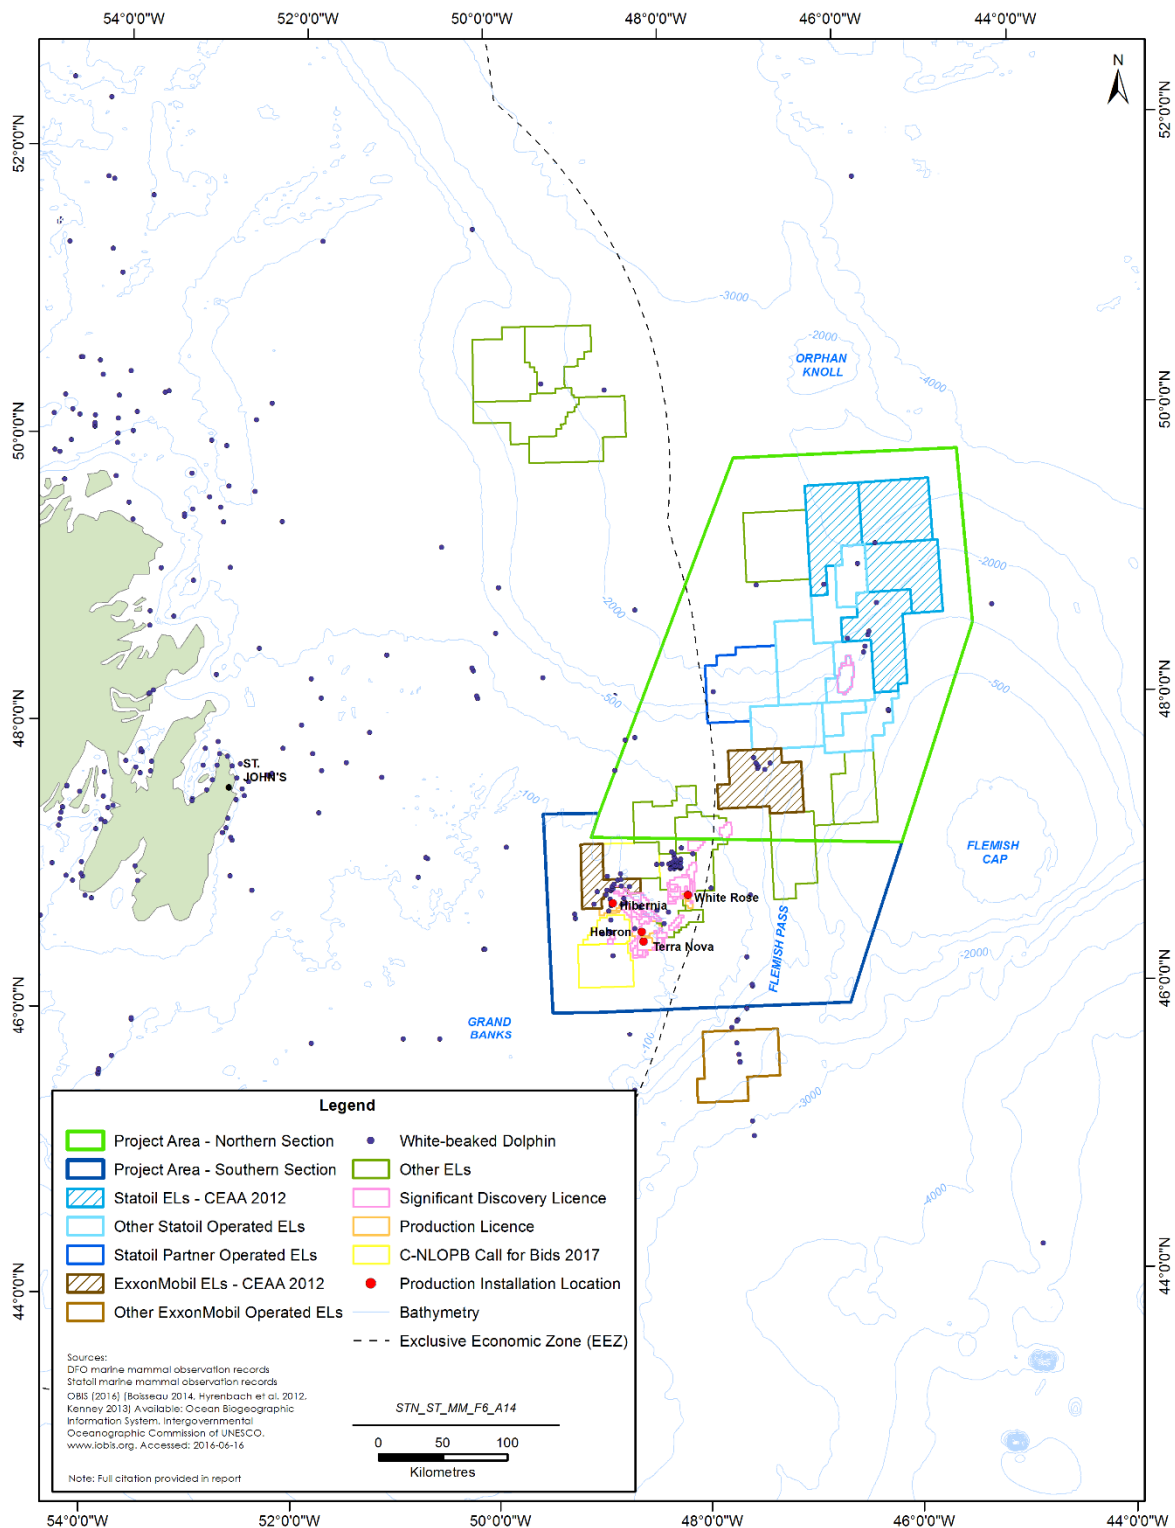 54°0'0"W 52°0'0"W 50°0'0"W 48°0'0"W 46°0'0"W 44°0'0"W
N
52°0'0"N
52°0'0"N
-3000
-2000
ORPHAN
KNOLL
-4000
50°0'0"N
50°0'0"N
-2000
-2000
-500
-500
48°0'0"N
48°0'0"N
ST.
JOHN'S
-100
FLEMISH
CAP
White Rose
Hibernia
Hebron
Terra Nova
FLEMISH PASS
-2000
46°0'0"N
46°0'0"N
GRAND
BANKS
-100
-3000
-4000
44°0'0"N
44°0'0"N
Legend
Project Area - Northern Section
Project Area - Southern Section
Statoil ELs - CEAA 2012
Other Statoil Operated ELs
Statoil Partner Operated ELs
ExxonMobil ELs - CEAA 2012
Other ExxonMobil Operated ELs
White-beaked Dolphin
Other ELs
Significant Discovery Licence
Production Licence
C-NLOPB Call for Bids 2017
Production Installation Location
Bathymetry
Exclusive Economic Zone (EEZ)
Sources:
DFO marine mammal observation records
Statoil marine mammal observation records
OBIS (2016) (Boisseau 2014, Hyrenbach et al. 2012,
Kenney 2013) Available: Ocean Biogeographic
Information System. Intergovernmental
Oceanographic Commission of UNESCO.
www.iobis.org. Accessed: 2016-06-16
Note: Full citation provided in report
STN_ST_MM_F6_A14
0 50 100
Kilometres
54°0'0"W 52°0'0"W 50°0'0"W 48°0'0"W 46°0'0"W 44°0'0"W